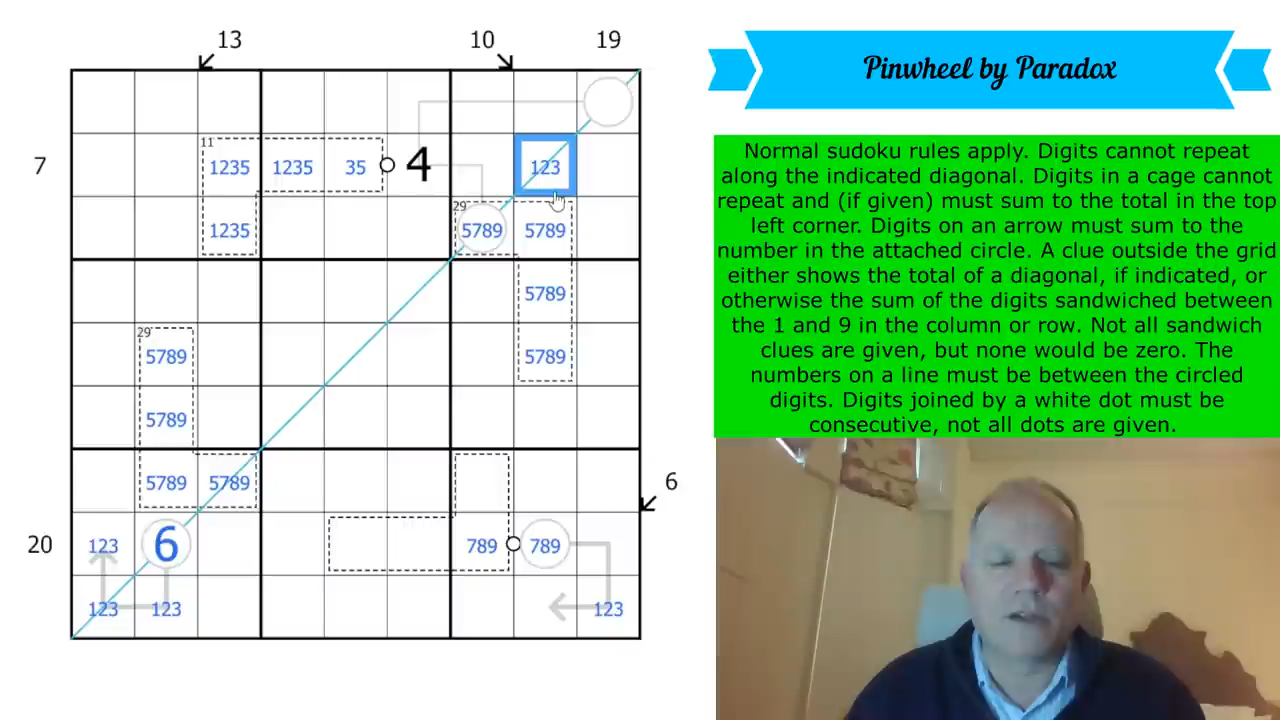 13 10 19
Pinwheel by Paradox
11
7 1235 1235 35 4 123
29
1235 5789 5789
5789
29
5789 5789
5789
5789 5789 6
20 123 6 789 789
123 123 123
Normal sudoku rules apply. Digits cannot repeat
along the indicated diagonal. Digits in a cage cannot
repeat and (if given) must sum to the total in the top
left corner. Digits on an arrow must sum to the
number in the attached circle. A clue outside the grid
either shows the total of a diagonal, if indicated, or
otherwise the sum of the digits sandwiched between
the 1 and 9 in the column or row. Not all sandwich
clues are given, but none would be zero. The
numbers on a line must be between the circled
digits. Digits joined by a white dot must be
consecutive, not all dots are given.